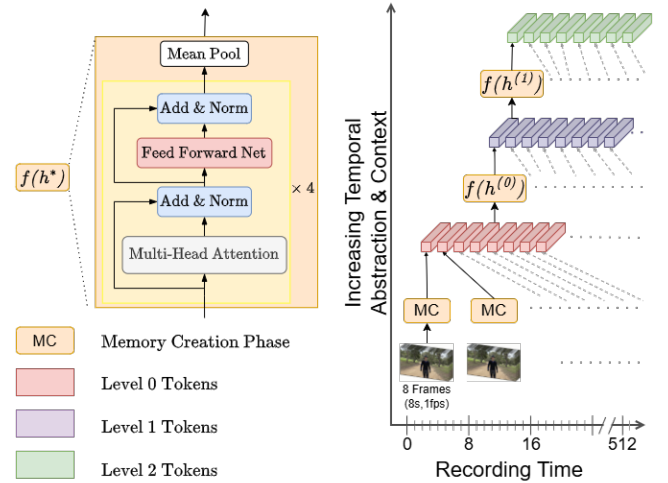 Mean Pool
Add & Norm
Feed Forward Net
Add & Norm
Multi-Head Attention
× 4
f(h*)
MC
Memory Creation Phase
Level 0 Tokens
Level 1 Tokens
Level 2 Tokens
Increasing Temporal
Abstraction & Context
f(h⁽¹⁾)
f(h⁽⁰⁾)
MC
MC
8 Frames
(8s,1fps)
0
8
16
512
Recording Time